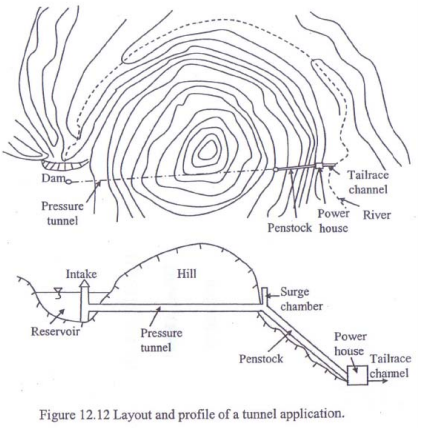 Dam
Pressure
tunnel
Penstock
Power
house
Tailrace
channel
River
Intake
Hill
Surge
chamber
Reservoir
Pressure
tunnel
Penstock
Power
house
Tailrace
channel
Figure 12.12 Layout and profile of a tunnel application.